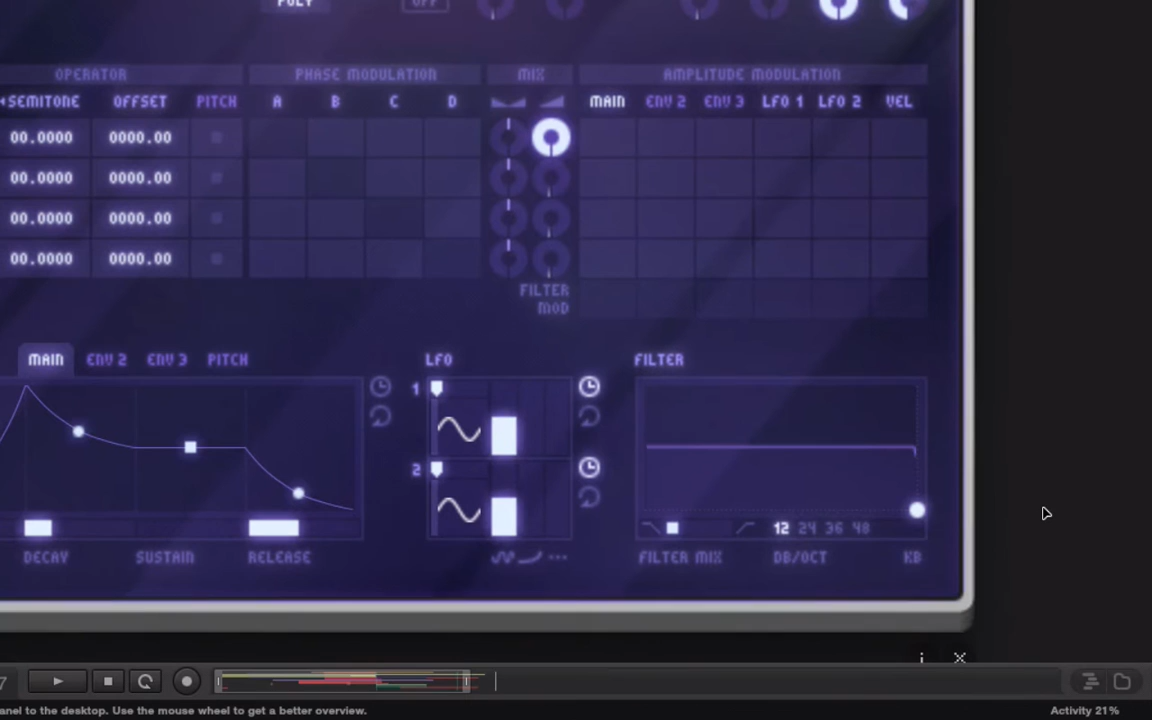 POLY OFF
OPERATOR PHASE MODULATION MIX AMPLITUDE MODULATION
SEMITONE OFFSET PITCH A B C D MAIN ENV 2 ENV 3 LFO 1 LFO 2 VEL
00.0000 0000.00
00.0000 0000.00
00.0000 0000.00
00.0000 0000.00
FILTER
MOD
MAIN ENV 2 ENV 3 PITCH LFO FILTER
1
2
12 24 36 48
DECAY SUSTAIN RELEASE FILTER MIX DB/OCT KB
7
anel to the desktop. Use the mouse wheel to get a better overview. Activity 21%